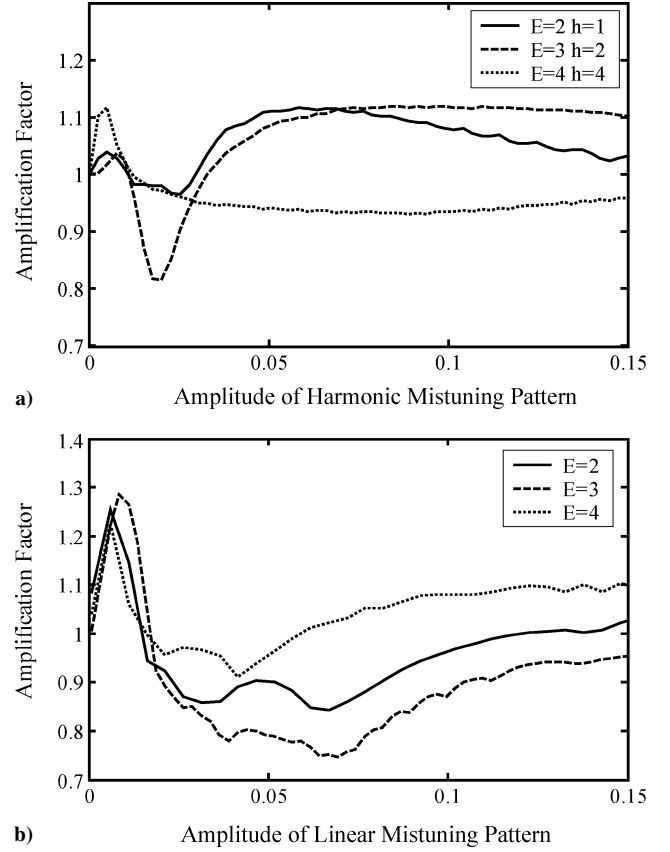 E=2 h=1
E=3 h=2
E=4 h=4
1.2
1.1
1
0.9
0.8
0.7
Amplification Factor
0
0.05
0.1
0.15
a)
Amplitude of Harmonic Mistuning Pattern
E=2
E=3
E=4
1.4
1.3
1.2
1.1
1
0.9
0.8
0.7
Amplification Factor
0
0.05
0.1
0.15
b)
Amplitude of Linear Mistuning Pattern